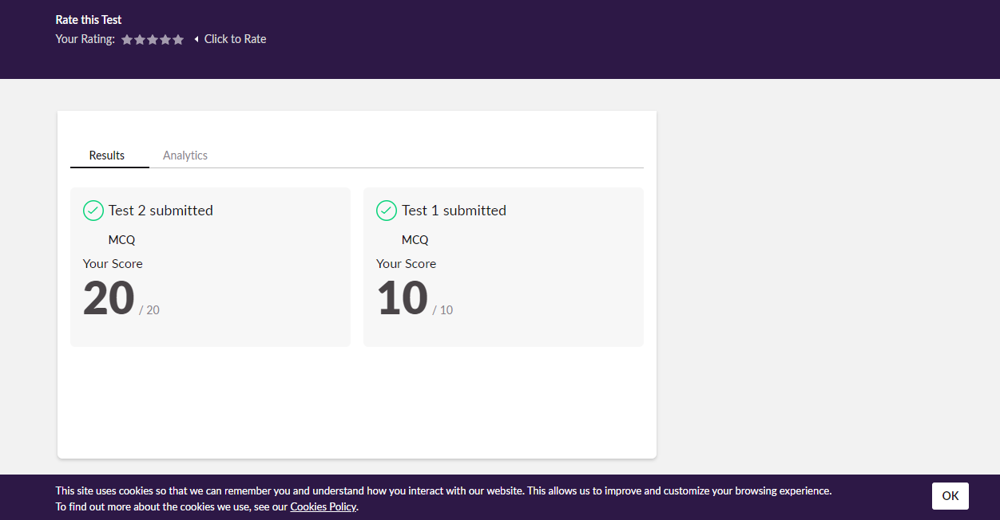 Rate this Test
Your Rating: Click to Rate
Results Analytics
Test 2 submitted
MCQ
Your Score
20 / 20
Test 1 submitted
MCQ
Your Score
10 / 10
This site uses cookies so that we can remember you and understand how you interact with our website. This allows us to improve and customize your browsing experience.
To find out more about the cookies we use, see our Cookies Policy.
OK